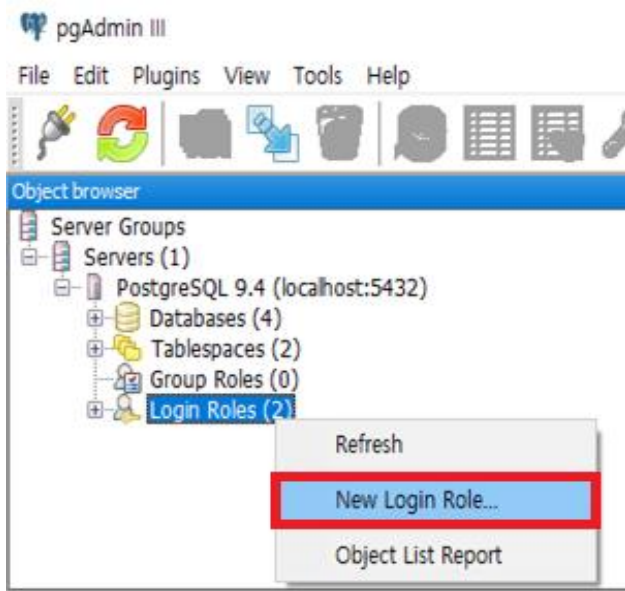 pgAdmin III
File Edit Plugins View Tools Help
Object browser
Server Groups
Servers (1)
PostgreSQL 9.4 (localhost:5432)
Databases (4)
Tablespaces (2)
Group Roles (0)
Login Roles (2)
Refresh
New Login Role...
Object List Report